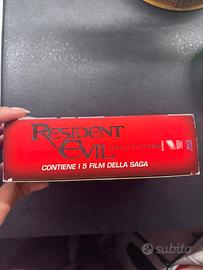 RESIDENT
EVIL
CONTIENE I 5 FILM DELLA SAGA
subito